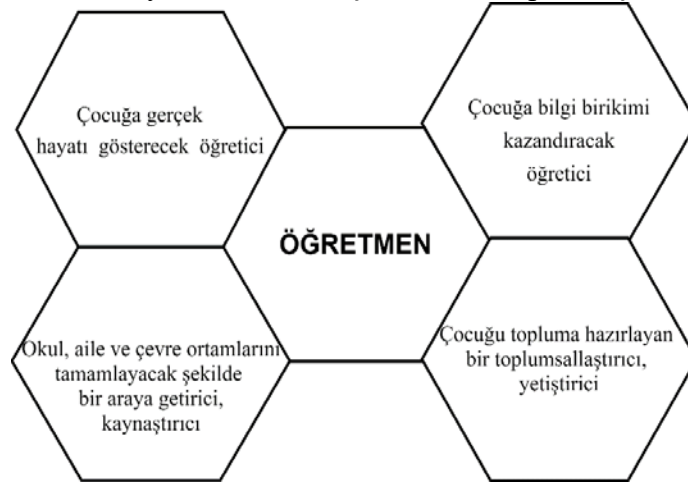 Çocuğa gerçek
hayatı gösterecek öğretici
Çocuğa bilgi birikimi
kazandıracak
öğretici
ÖĞRETMEN
Okul, aile ve çevre ortamlarını
tamamlayacak şekilde
bir araya getirici,
kaynaştırıcı
Çocuğu topluma hazırlayan
bir toplumsallaştırıcı,
yetiştirici